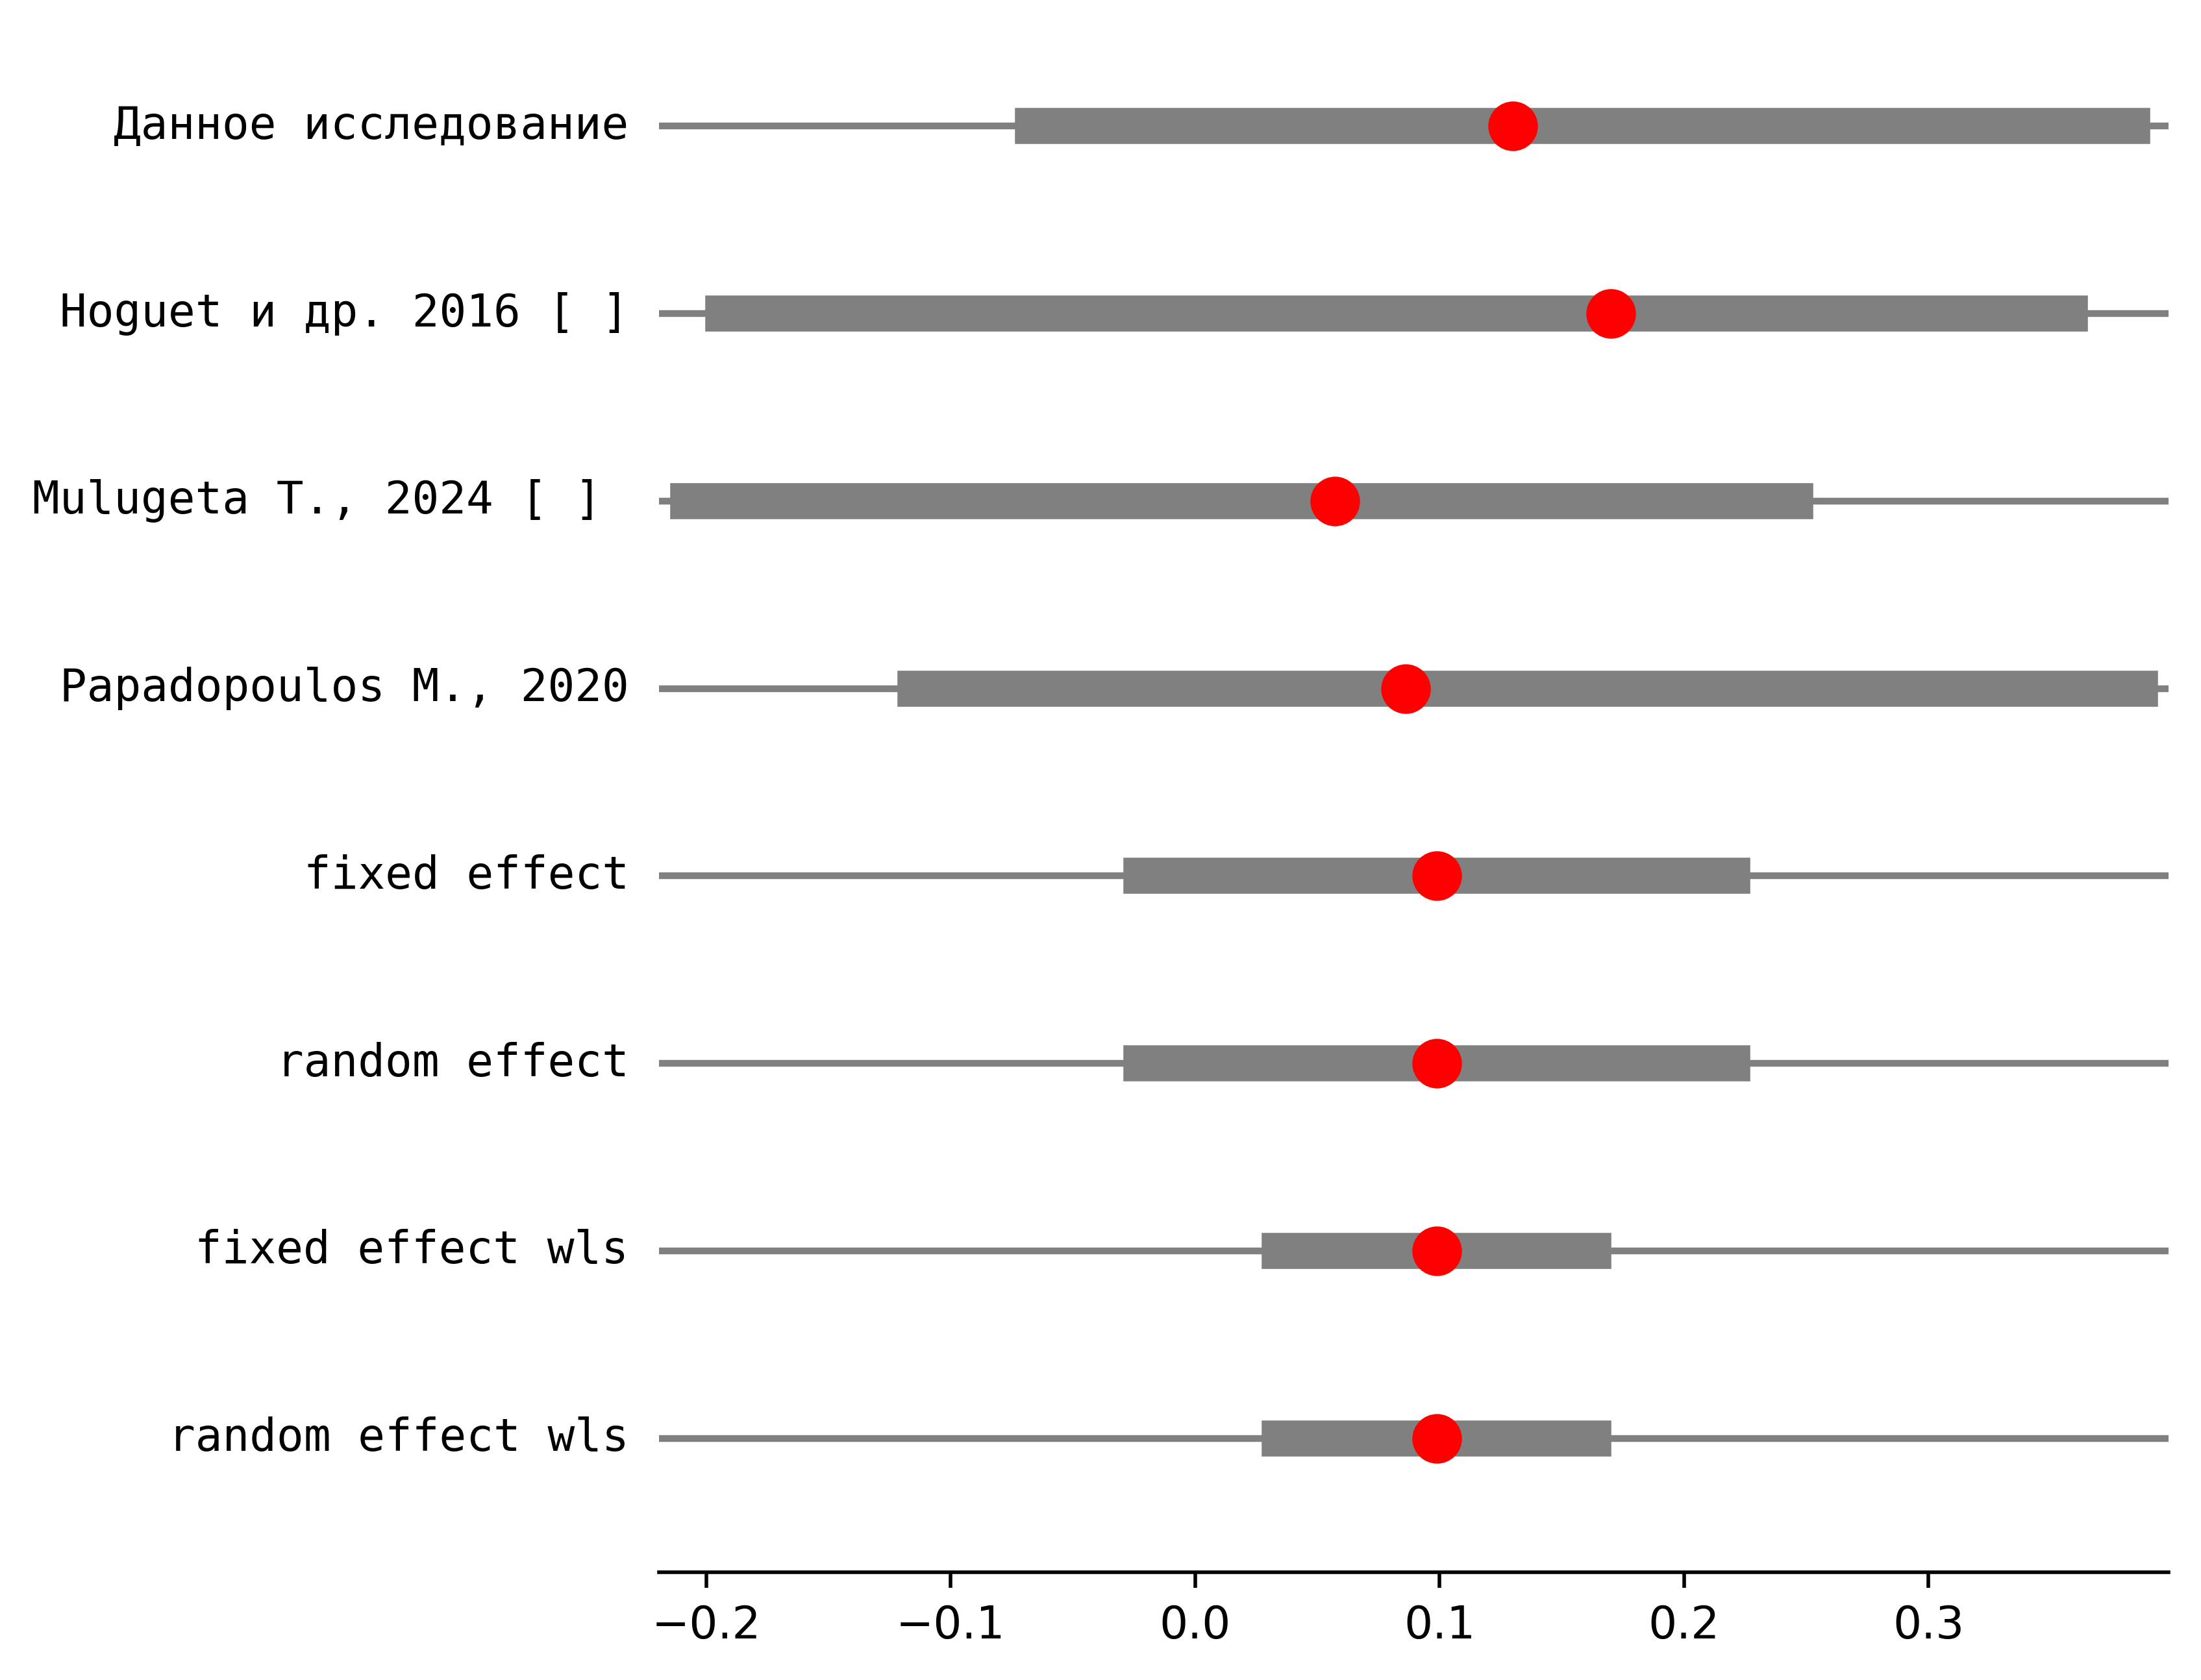 Данное исследование
Hoguet и др. 2016 [ ]
Mulugeta T., 2024 [ ]
Papadopoulos M., 2020
fixed effect
random effect
fixed effect wls
random effect wls
−0.2 −0.1 0.0 0.1 0.2 0.3